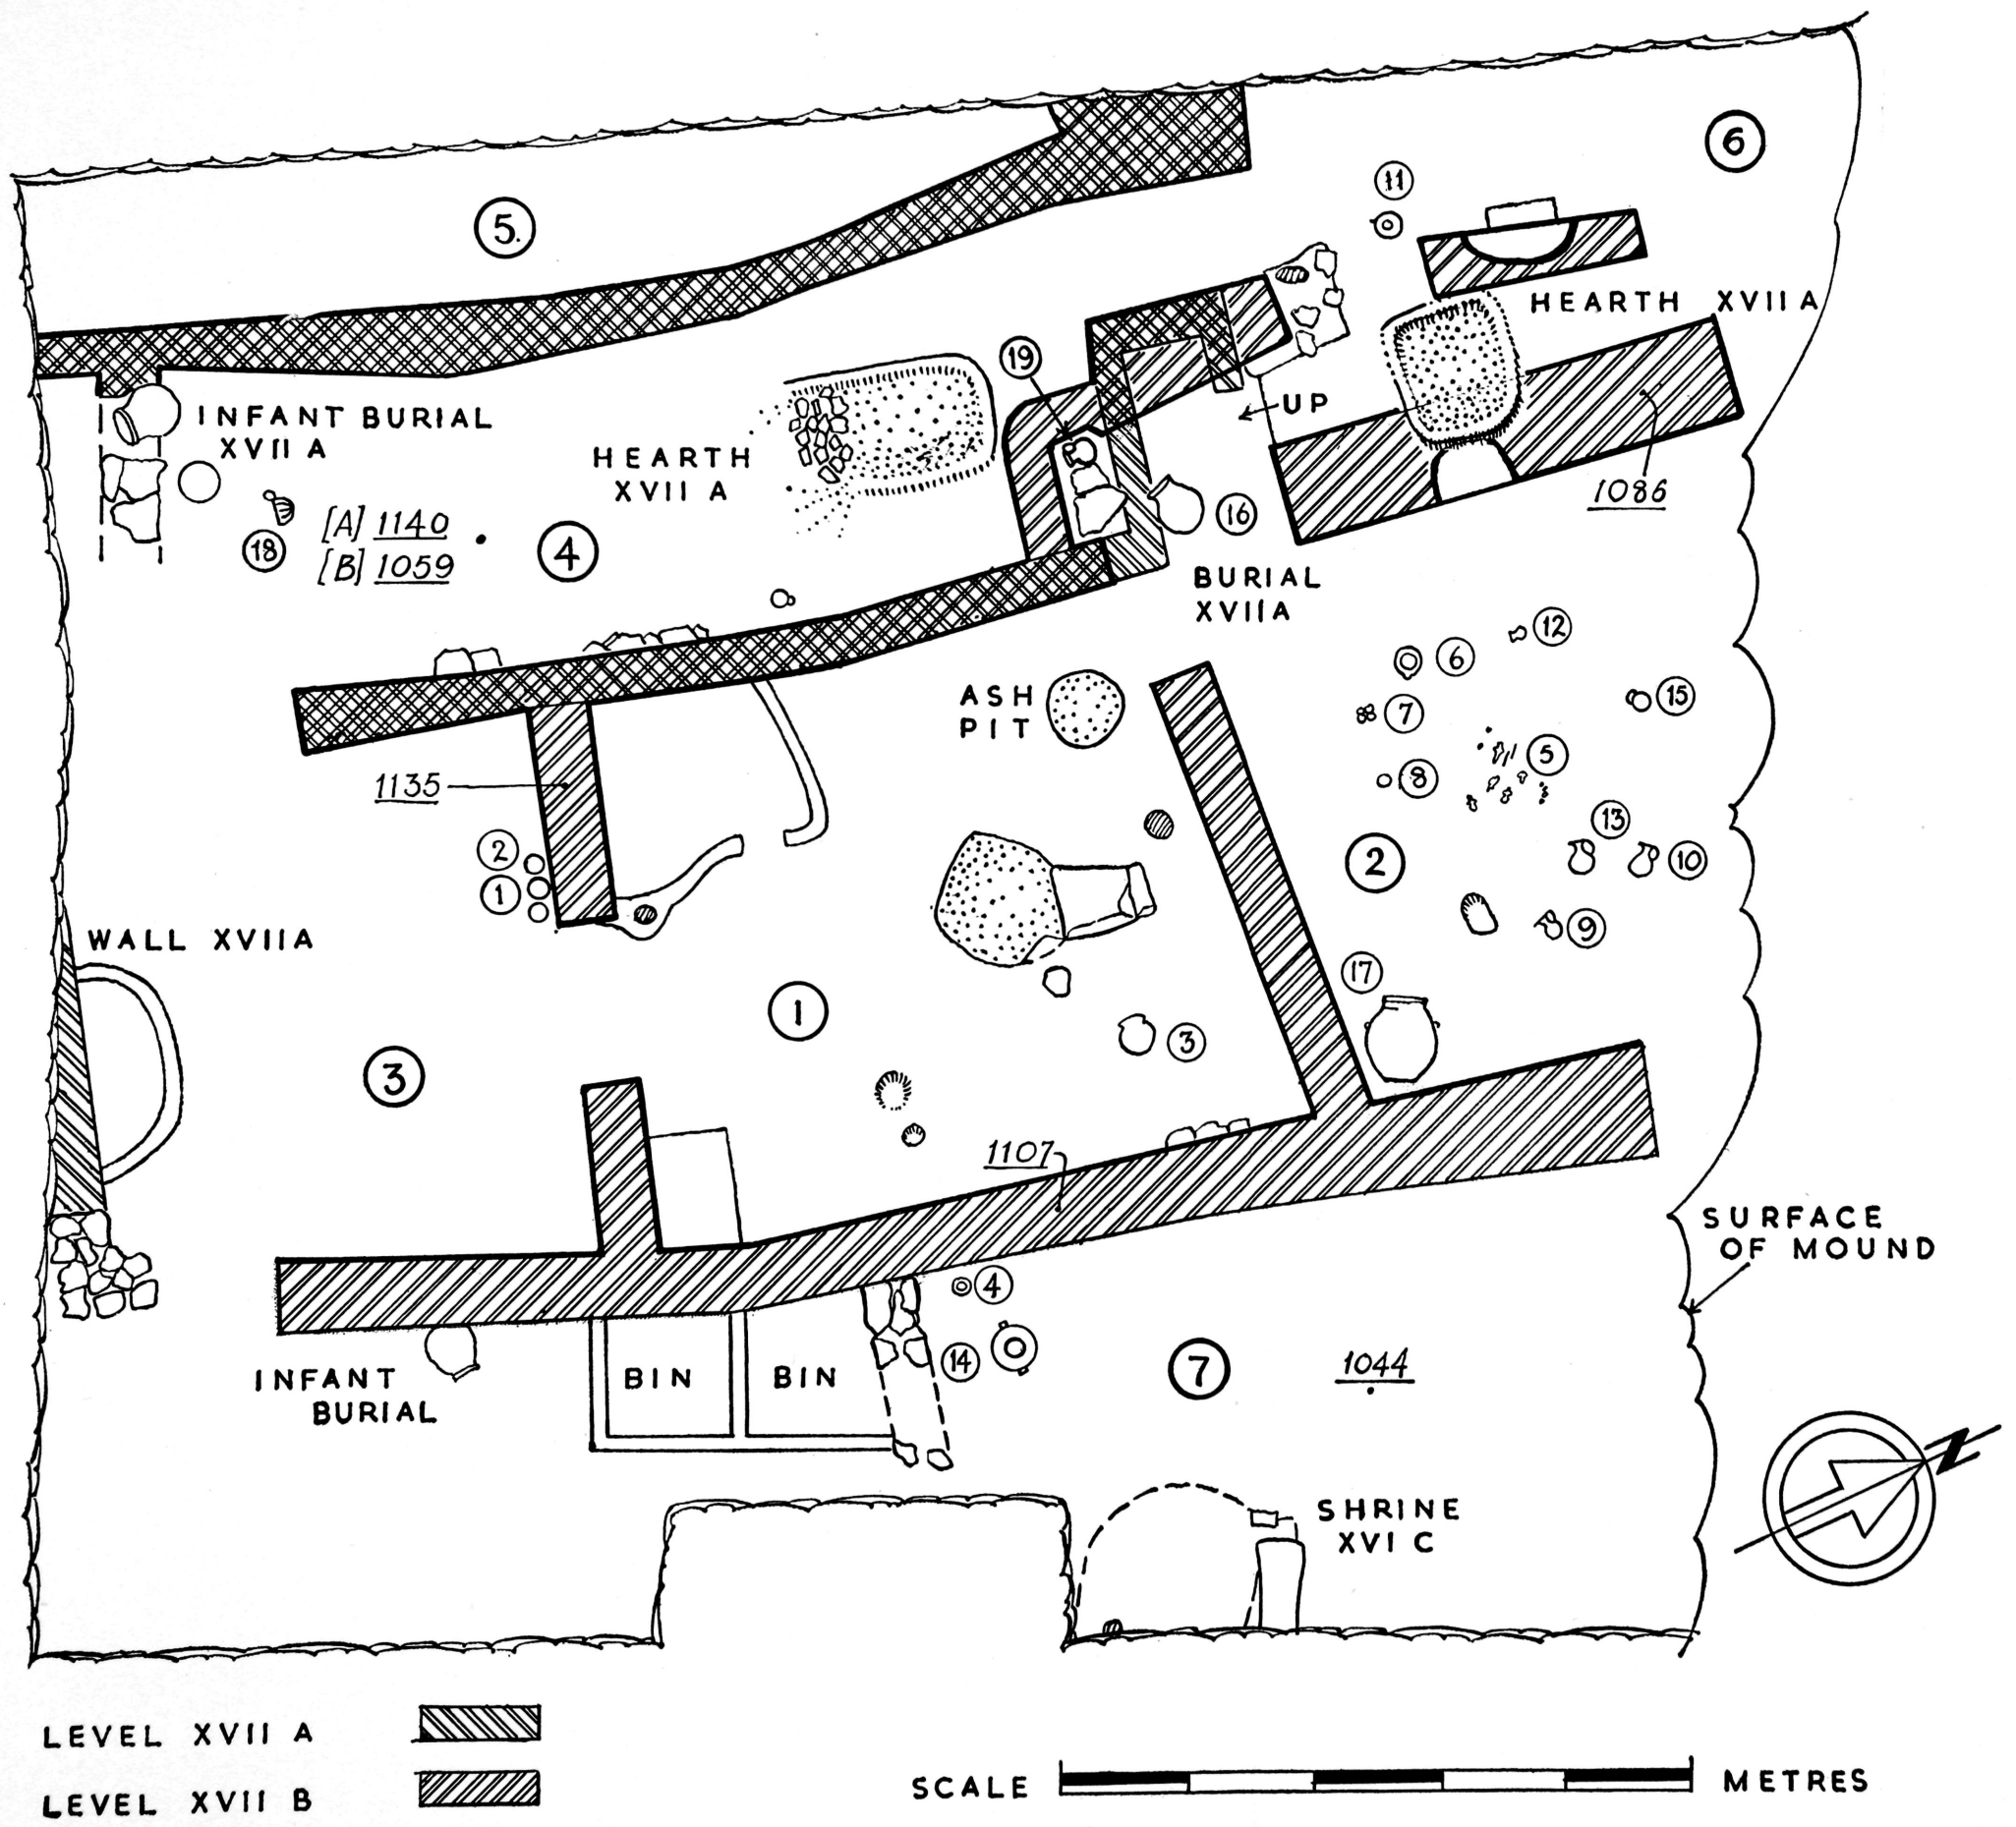 6
11
5.
HEARTH XVII A
19
INFANT BURIAL
XVII A
UP
HEARTH
XVII A
1086
16
[A] 1140
[B] 1059
18
4
BURIAL
XVIIA
12
6
ASH
PIT
15
7
5
1135
8
13
2
2
10
1
9
WALL XVIIA
17
1
3
3
1107
SURFACE
OF MOUND
4
14
7
1044
INFANT
BURIAL
BIN
BIN
N
SHRINE
XVI C
LEVEL XVII A
LEVEL XVII B
SCALE
METRES